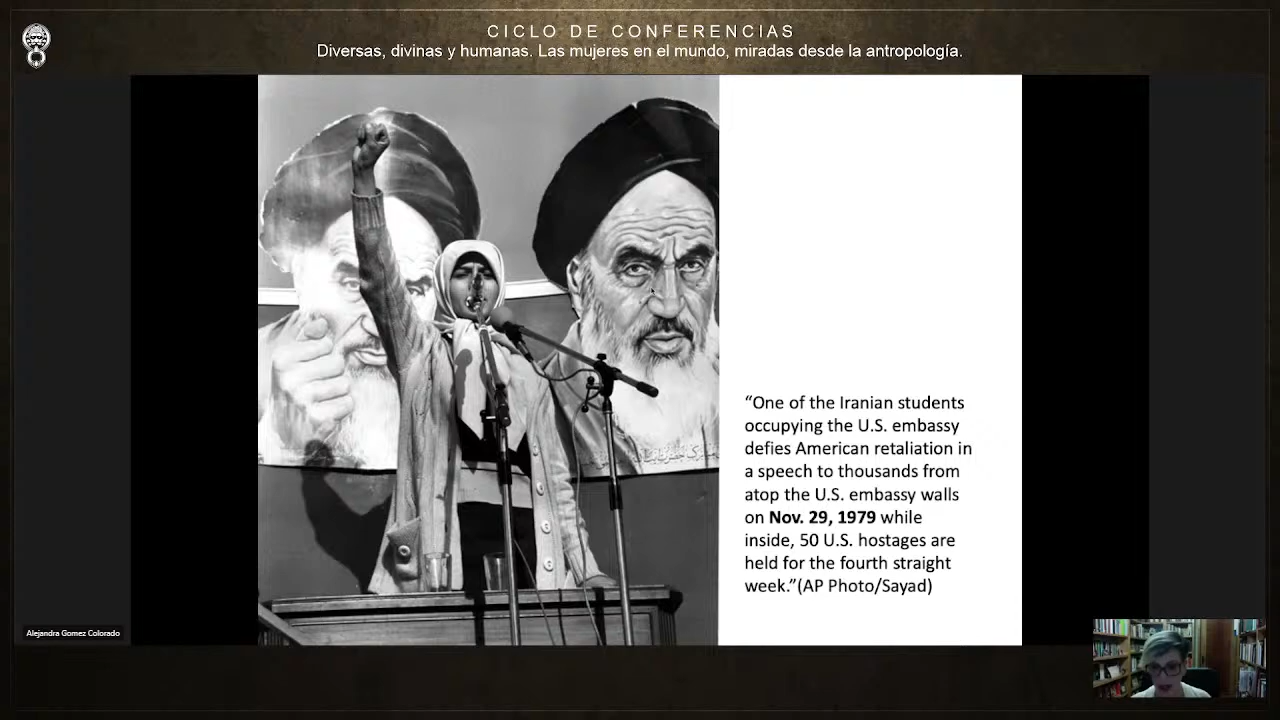 CICLO DE CONFERENCIAS
Diversas, divinas y humanas. Las mujeres en el mundo, miradas desde la antropología.
“One of the Iranian students
occupying the U.S. embassy
defies American retaliation in
a speech to thousands from
atop the U.S. embassy walls
on Nov. 29, 1979 while
inside, 50 U.S. hostages are
held for the fourth straight
week.”(AP Photo/Sayad)
Alejandra Gomez Colorado